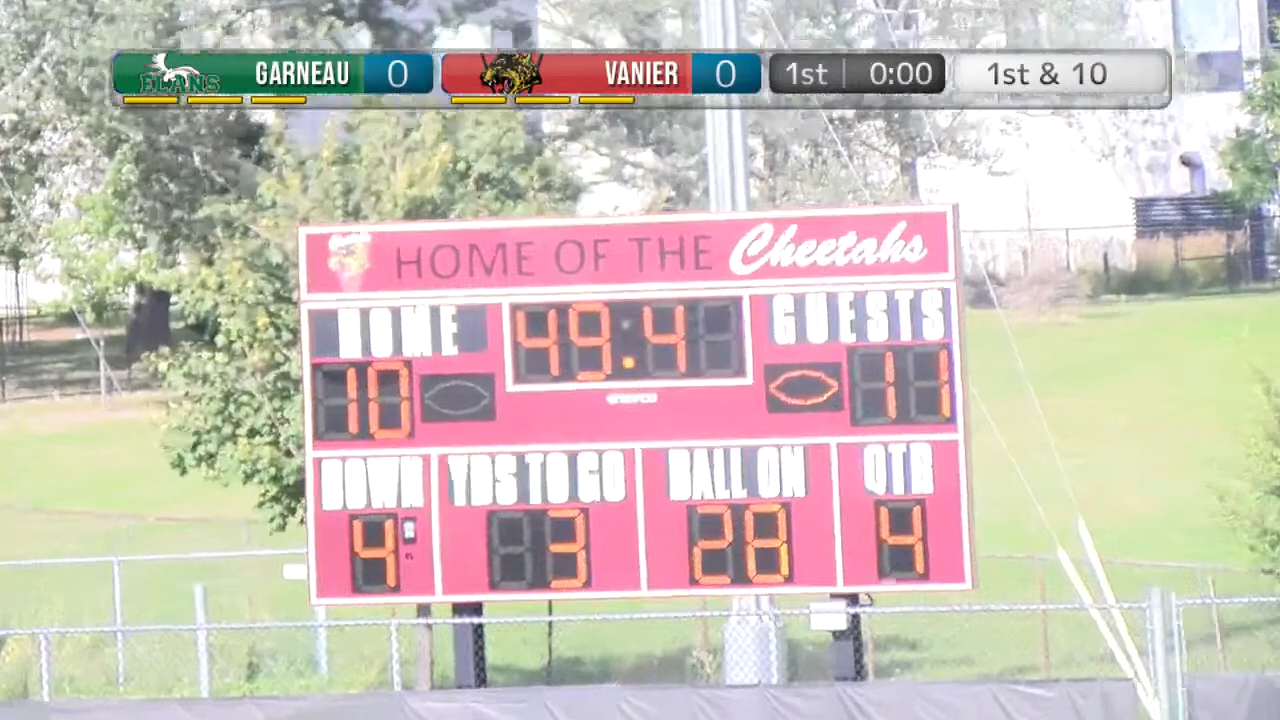 ELANS GARNEAU 0 VANIER 0 1st 0:00 1st & 10
HOME OF THE Cheetahs
HOME 49.4 GUESTS
10 11
DOWN YDS TO GO BALL ON QTR
4 3 28 4